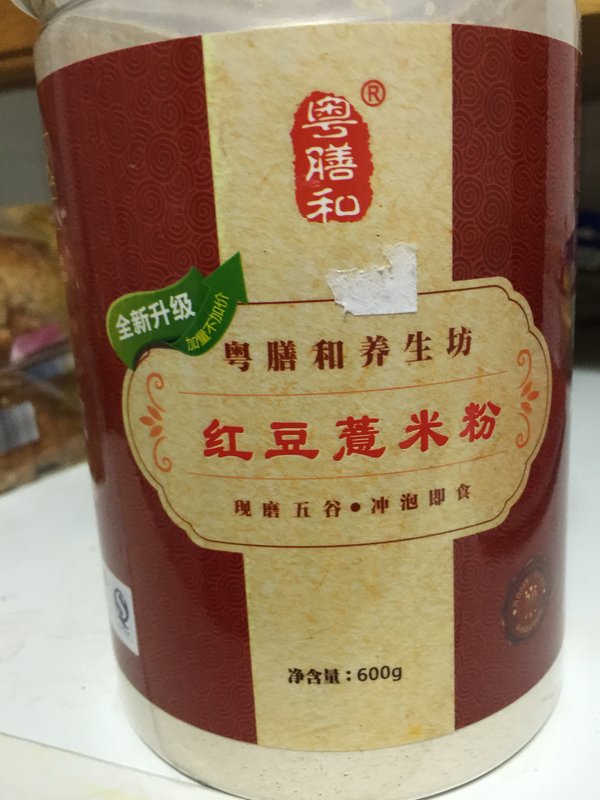 粤膳和®
全新升级
加量不加价
粤膳和养生坊
红豆薏米粉
现磨五谷●冲泡即食
净含量：600g